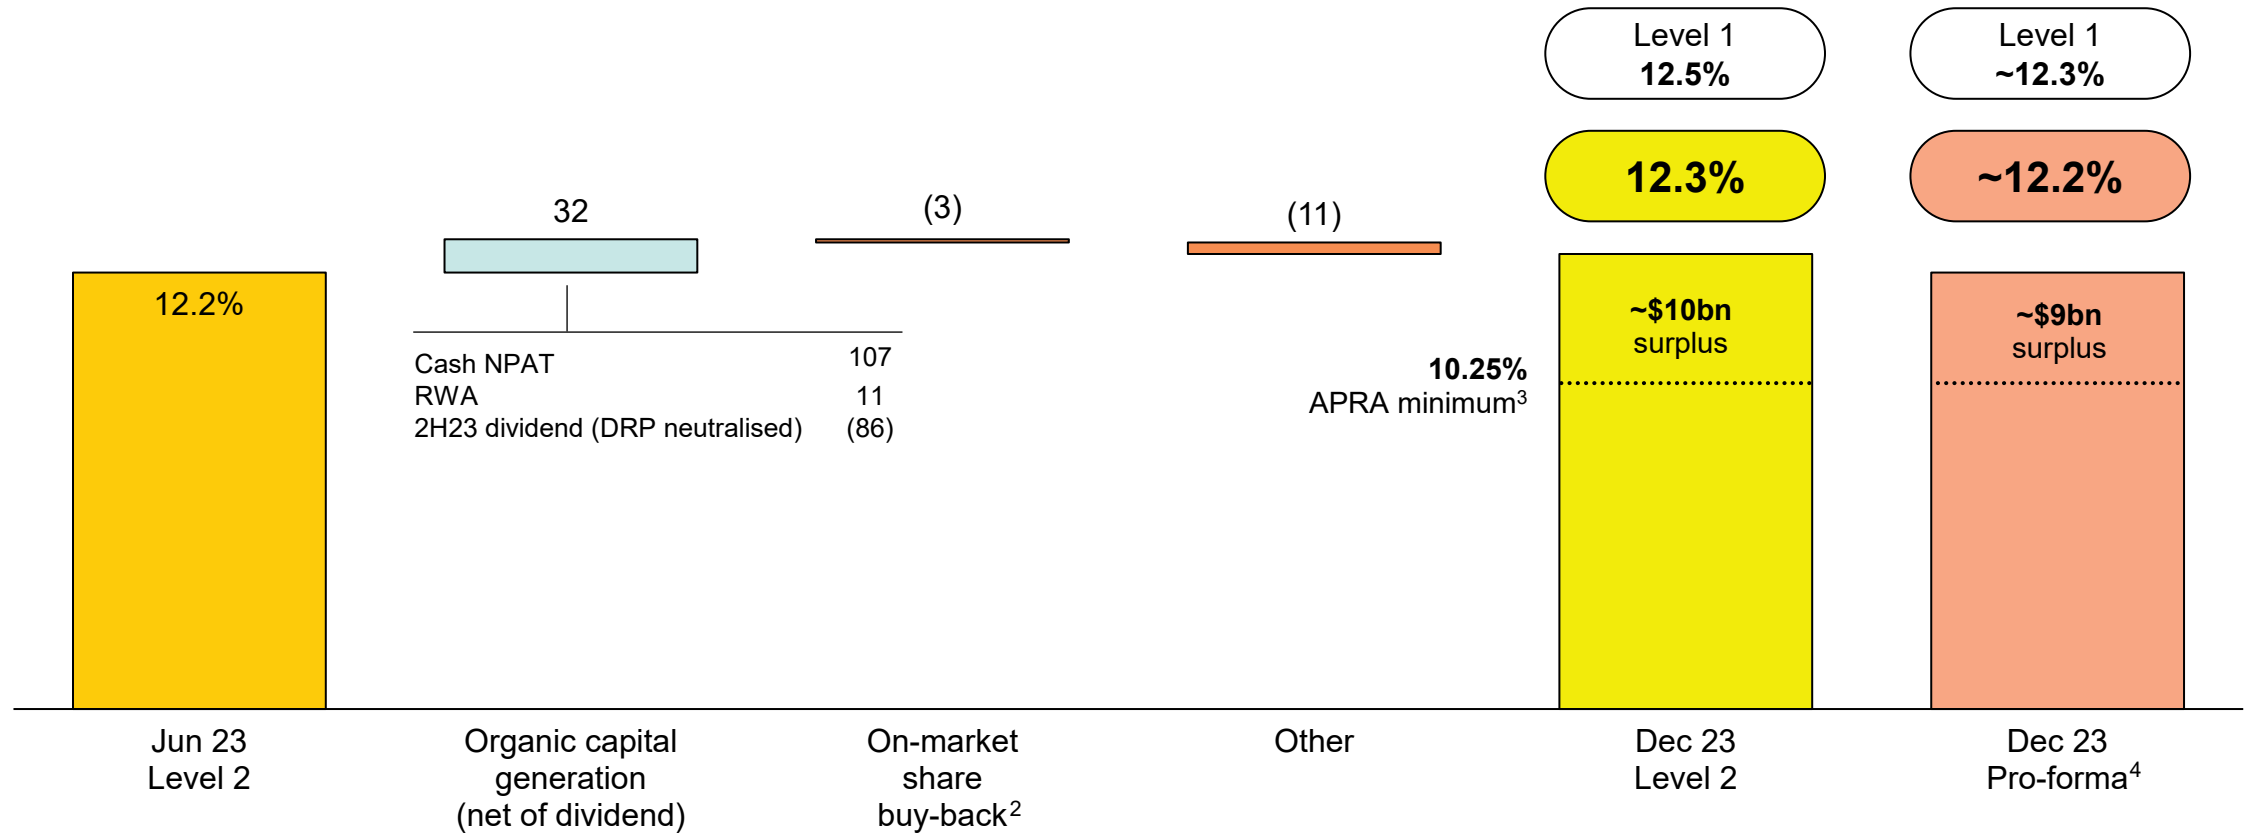 Level 1
12.5%
Level 1
~12.3%
12.3%
~12.2%
32
(3)
(11)
12.2%
~$10bn
surplus
~$9bn
surplus
Cash NPAT 107
RWA 11
2H23 dividend (DRP neutralised) (86)
10.25%
APRA minimum³
Jun 23
Level 2
Organic capital
generation
(net of dividend)
On-market
share
buy-back²
Other
Dec 23
Level 2
Dec 23
Pro-forma⁴